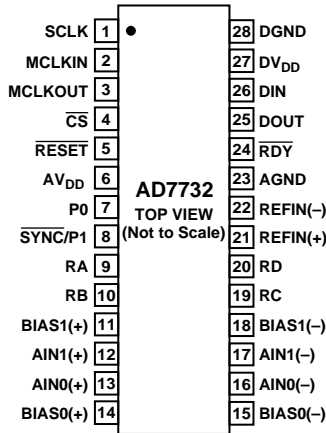 SCLK 1 28 DGND
MCLKIN 2 27 DVDD
MCLKOUT 3 26 DIN
CS 4 25 DOUT
RESET 5 24 RDY
AVDD 6 23 AGND
AD7732
P0 7 22 REFIN(–)
TOP VIEW
(Not to Scale)
SYNC/P1 8 21 REFIN(+)
RA 9 20 RD
RB 10 19 RC
BIAS1(+) 11 18 BIAS1(–)
AIN1(+) 12 17 AIN1(–)
AIN0(+) 13 16 AIN0(–)
BIAS0(+) 14 15 BIAS0(–)